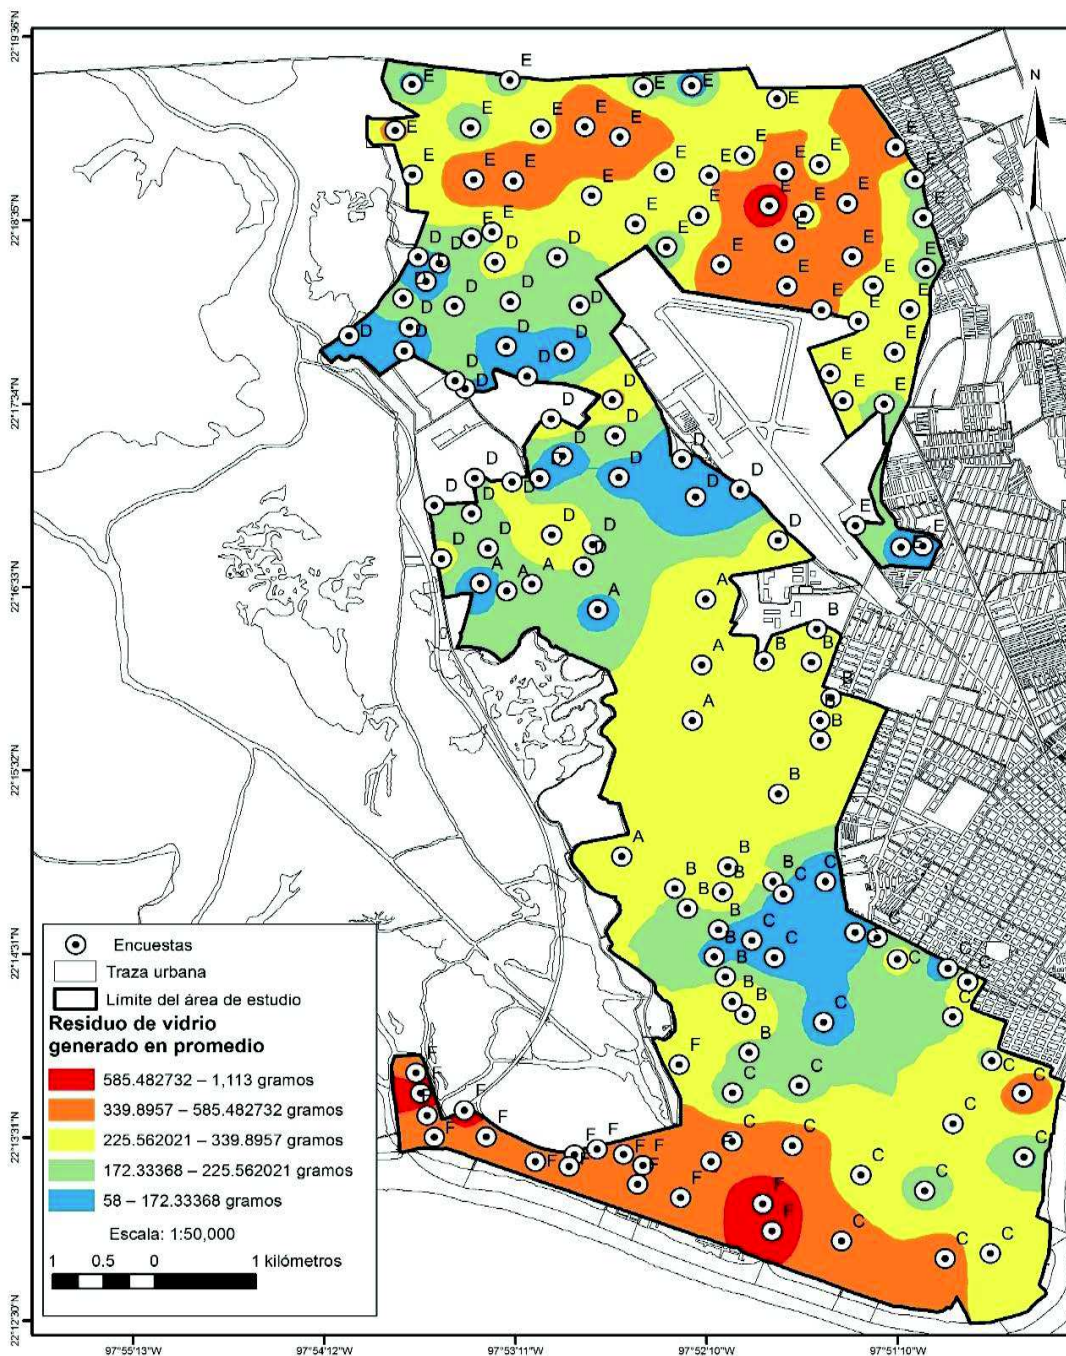 22°19'36"N
22°18'35"N
22°17'34"N
22°16'33"N
22°15'32"N
22°14'31"N
22°13'31"N
22°12'30"N
N
E
E E E E
E E E E E
E E E E E E
E E E E E
E E E E
D D D D D
D D D D
D D D D
D D D D
A A A A
A B B
A B
A B B
B B C C
B C C C
B C C
F C C
F F F F
F F C C
C C C
Encuestas
Traza urbana
Límite del área de estudio
Residuo de vidrio
generado en promedio
585.482732 – 1,113 gramos
339.8957 – 585.482732 gramos
225.562021 – 339.8957 gramos
172.33368 – 225.562021 gramos
58 – 172.33368 gramos
Escala: 1:50,000
1 0.5 0 1 kilómetros
97°55'13"W 97°54'12"W 97°53'11"W 97°52'10"W 97°51'10"W